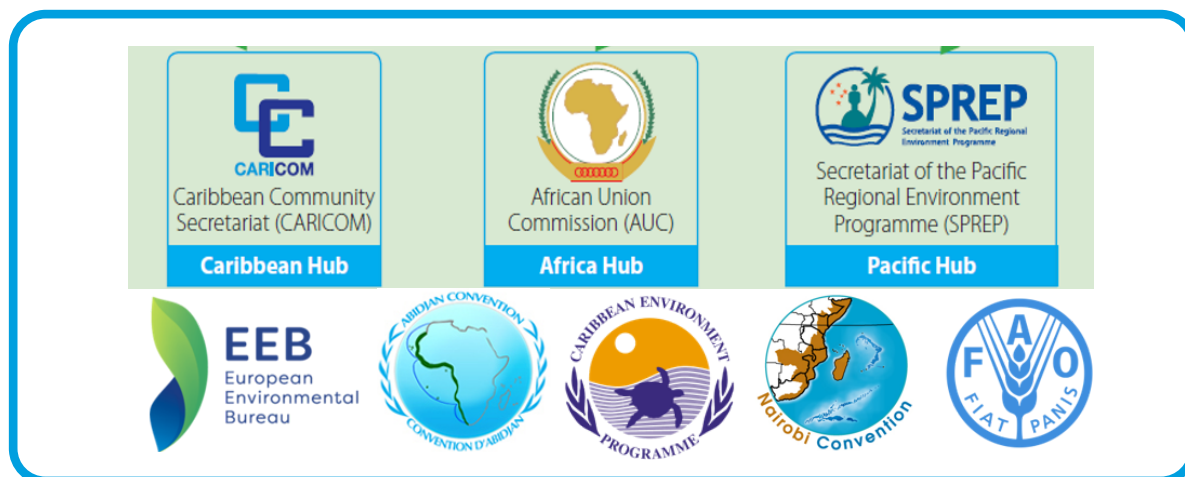 CC
CARICOM
Caribbean Community
Secretariat (CARICOM)
Caribbean Hub
African Union
Commission (AUC)
Africa Hub
SPREP
Secretariat of the Pacific Regional
Environment Programme
Secretariat of the Pacific
Regional Environment
Programme (SPREP)
Pacific Hub
EEB
European
Environmental
Bureau
ABIDJAN CONVENTION
CONVENTION D'ABIDJAN
CARIBBEAN ENVIRONMENT
PROGRAMME
Nairobi Convention
FAO
FIAT PANIS